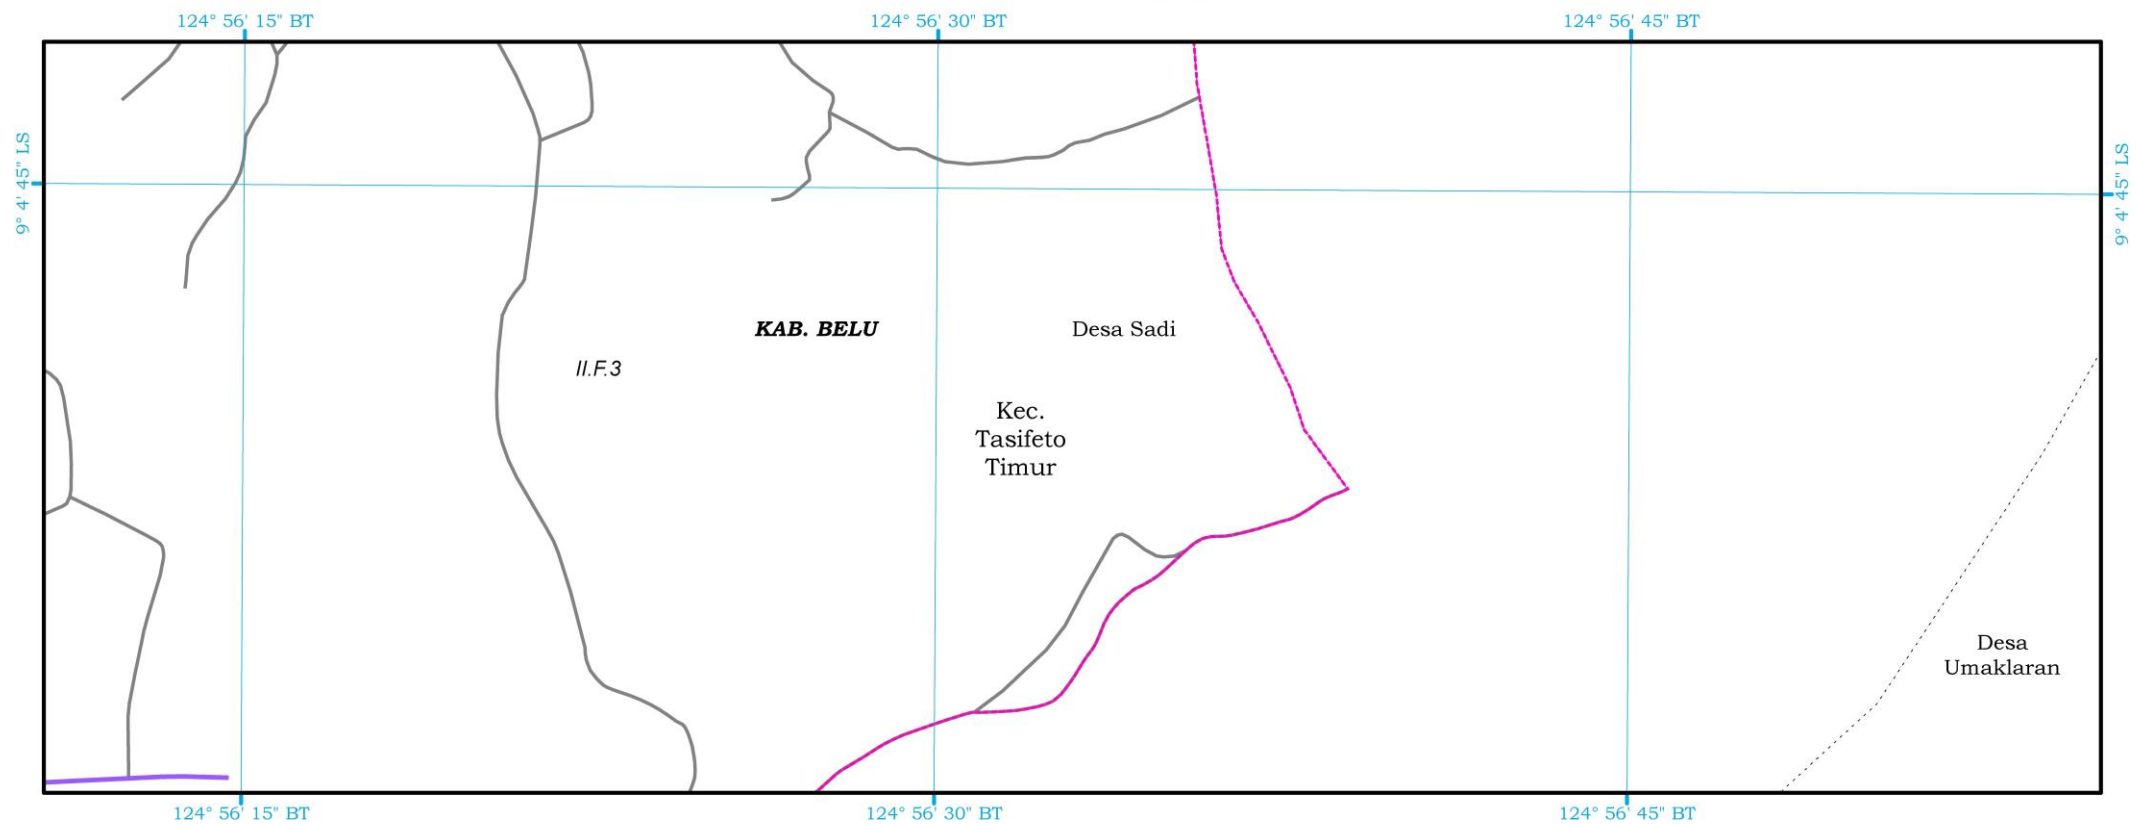 124° 56' 15" BT
124° 56' 30" BT
124° 56' 45" BT
9° 4' 45" LS
9° 4' 45" LS
KAB. BELU
Desa Sadi
II.F.3
Kec.
Tasifeto
Timur
Desa
Umaklaran
124° 56' 15" BT
124° 56' 30" BT
124° 56' 45" BT